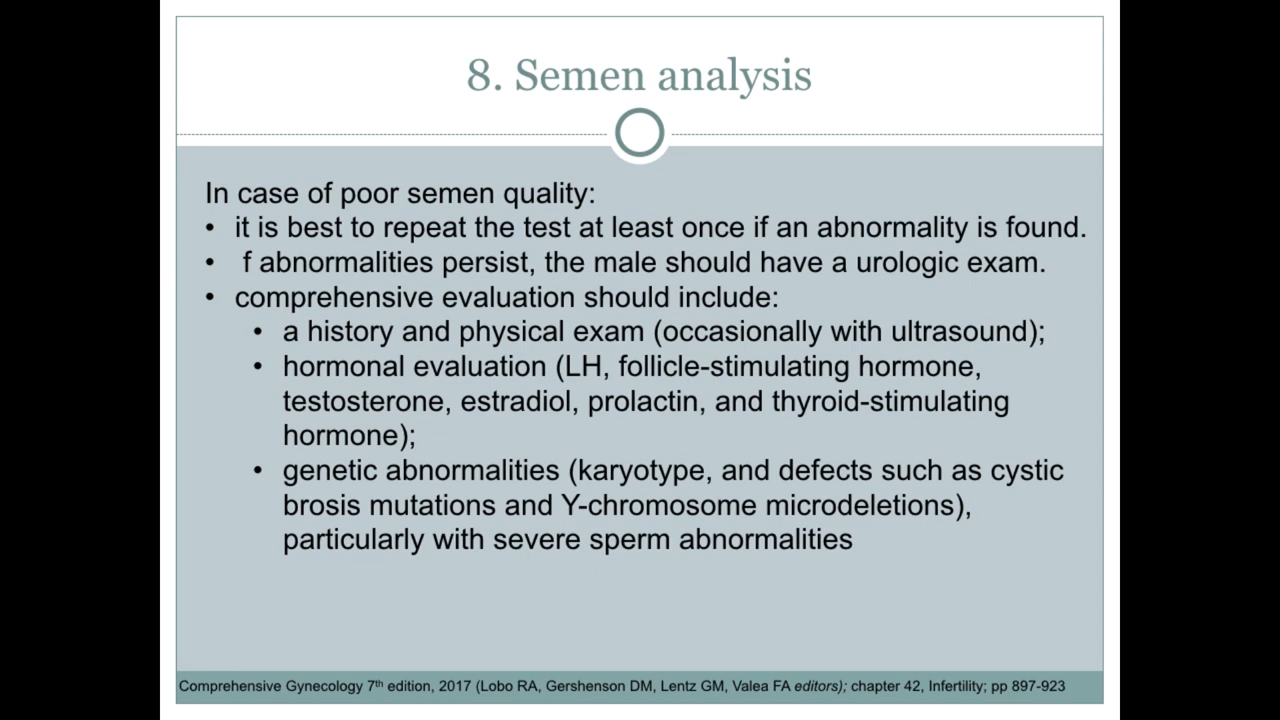 8. Semen analysis
In case of poor semen quality:
• it is best to repeat the test at least once if an abnormality is found.
• f abnormalities persist, the male should have a urologic exam.
• comprehensive evaluation should include:
• a history and physical exam (occasionally with ultrasound);
• hormonal evaluation (LH, follicle-stimulating hormone,
testosterone, estradiol, prolactin, and thyroid-stimulating
hormone);
• genetic abnormalities (karyotype, and defects such as cystic
brosis mutations and Y-chromosome microdeletions),
particularly with severe sperm abnormalities
Comprehensive Gynecology 7th edition, 2017 (Lobo RA, Gershenson DM, Lentz GM, Valea FA editors); chapter 42, Infertility; pp 897-923